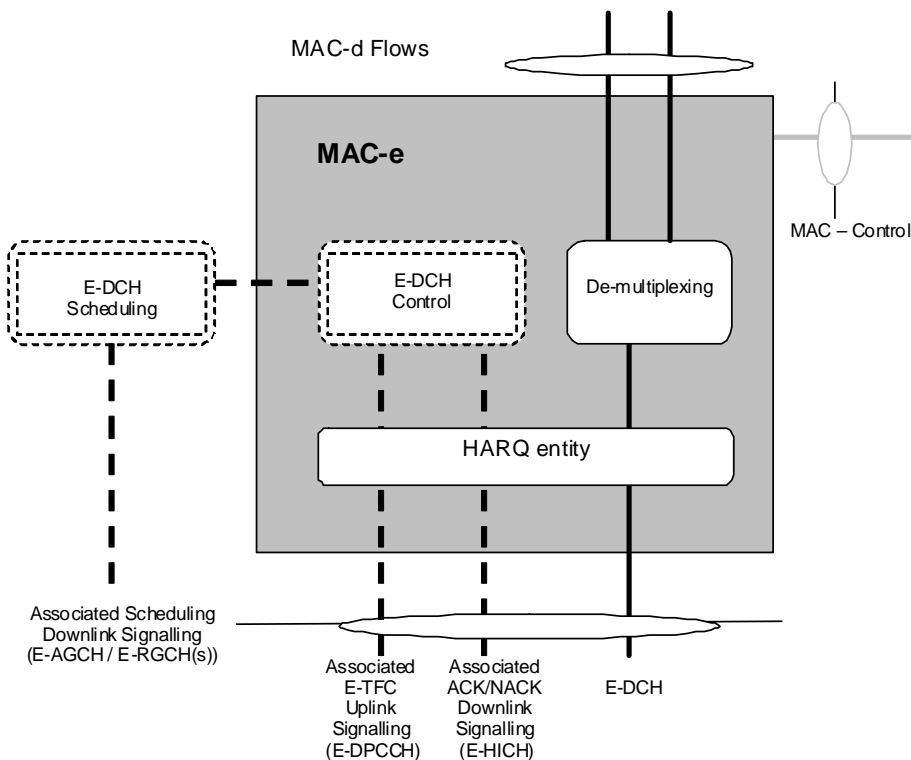 MAC-d Flows
MAC-e
MAC – Control
E-DCH
Scheduling
E-DCH
Control
De-multiplexing
HARQ entity
Associated Scheduling
Downlink Signalling
(E-AGCH / E-RGCH(s))
Associated
E-TFC
Uplink
Signalling
(E-DPCCH)
Associated
ACK/NACK
Downlink
Signalling
(E-HICH)
E-DCH